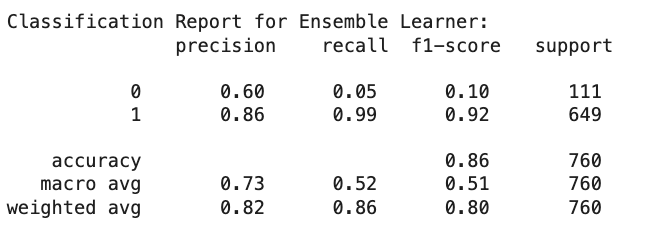 Classification Report for Ensemble Learner:
precision recall f1-score support
0 0.60 0.05 0.10 111
1 0.86 0.99 0.92 649
accuracy 0.86 760
macro avg 0.73 0.52 0.51 760
weighted avg 0.82 0.86 0.80 760